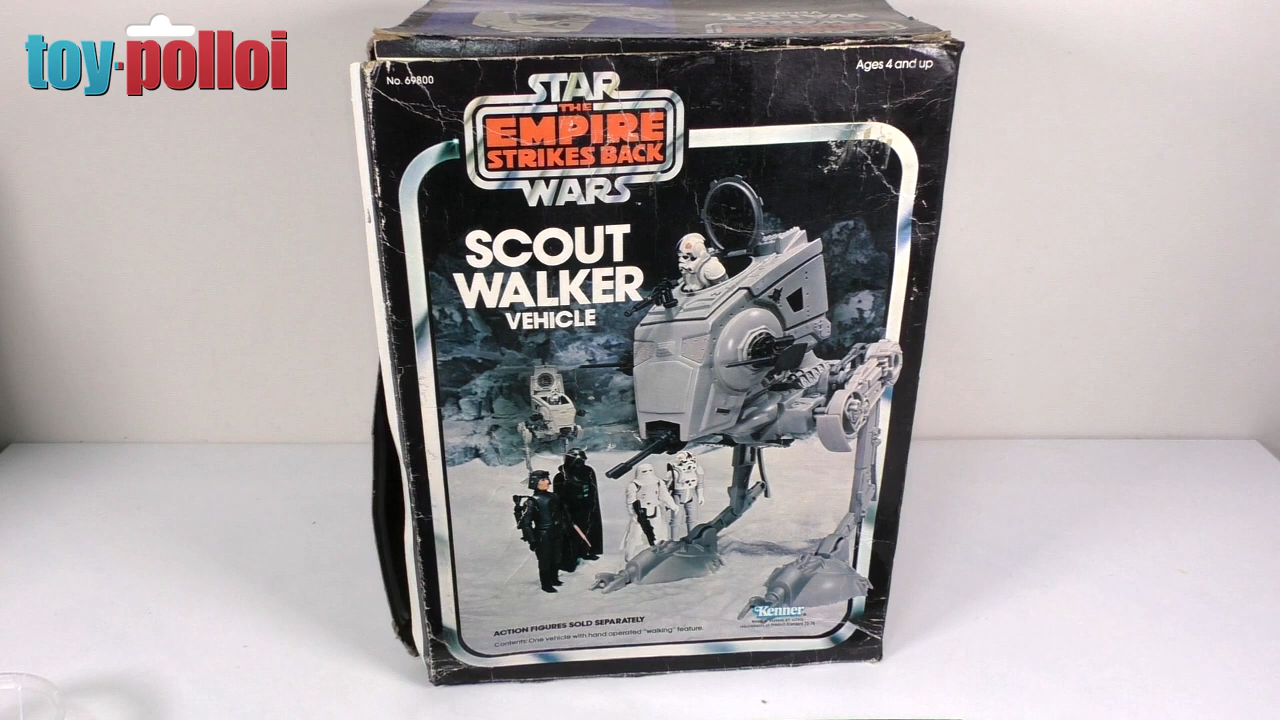 toy-polloi
No. 69800
Ages 4 and up
STAR
THE
EMPIRE
STRIKES BACK
WARS
SCOUT
WALKER
VEHICLE
ACTION FIGURES SOLD SEPARATELY
Contents: One vehicle with hand operated "walking" feature.
Kenner